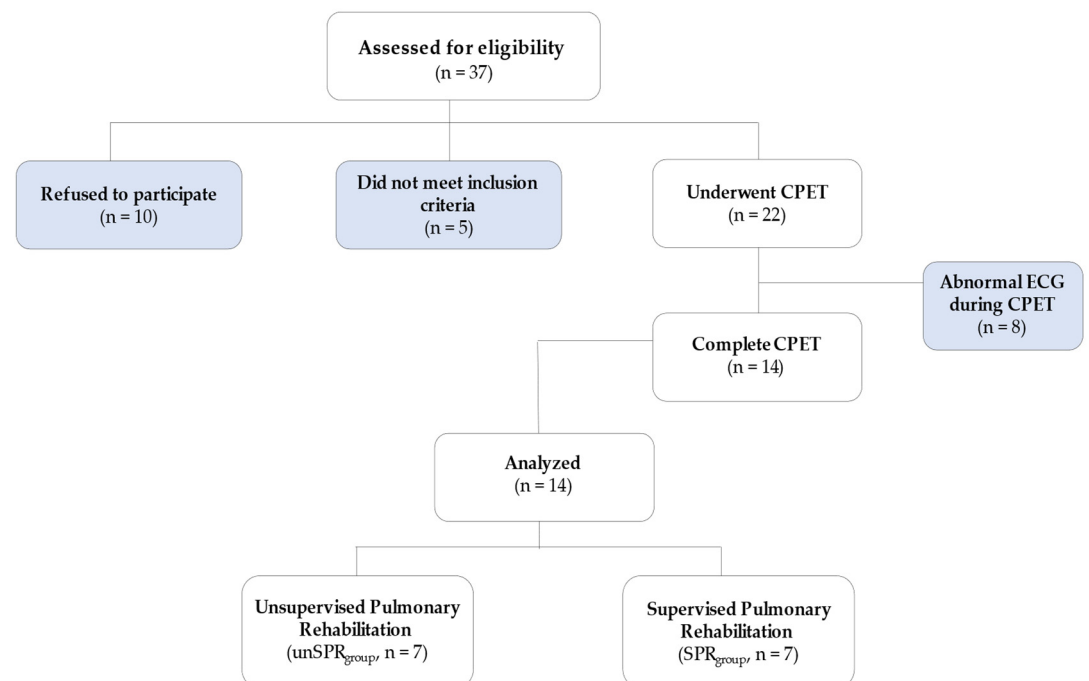 Assessed for eligibility
(n = 37)
Refused to participate
(n = 10)
Did not meet inclusion
criteria
(n = 5)
Underwent CPET
(n = 22)
Abnormal ECG
during CPET
(n = 8)
Complete CPET
(n = 14)
Analyzed
(n = 14)
Unsupervised Pulmonary
Rehabilitation
(unSPRgroup, n = 7)
Supervised Pulmonary
Rehabilitation
(SPRgroup, n = 7)